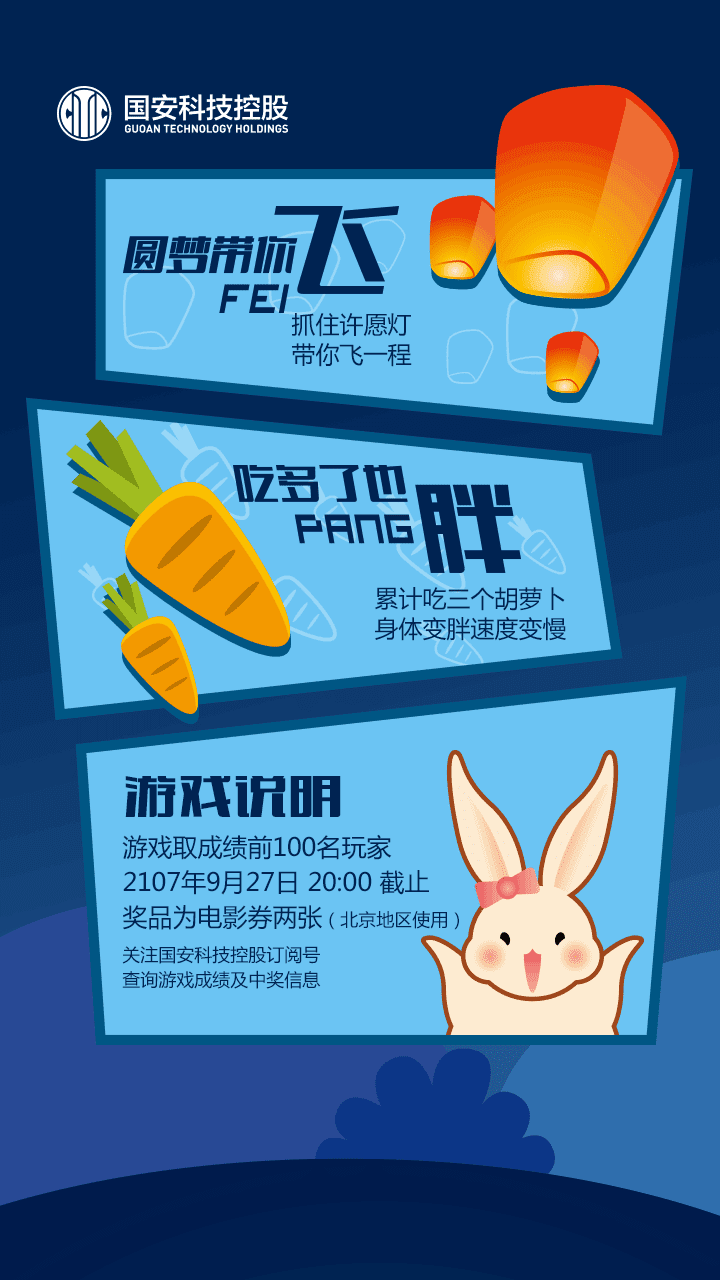 国安科技控股
GUOAN TECHNOLOGY HOLDINGS
圆梦带你飞
FEI
抓住许愿灯
带你飞一程
吃多了也胖
PANG
累计吃三个胡萝卜
身体变胖速度变慢
游戏说明
游戏取成绩前100名玩家
2107年9月27日 20:00 截止
奖品为电影券两张（北京地区使用）
关注国安科技控股订阅号
查询游戏成绩及中奖信息